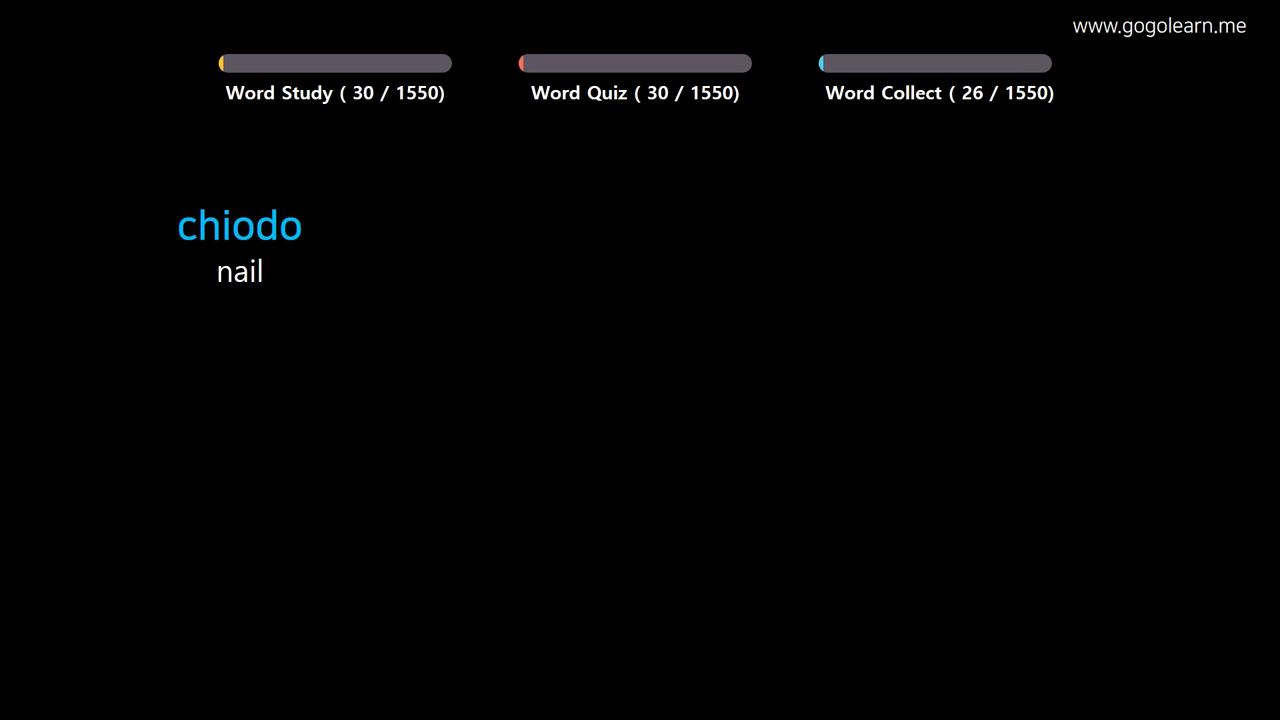 www.gogolearn.me
Word Study ( 30 / 1550)
Word Quiz ( 30 / 1550)
Word Collect ( 26 / 1550)
chiodo
nail